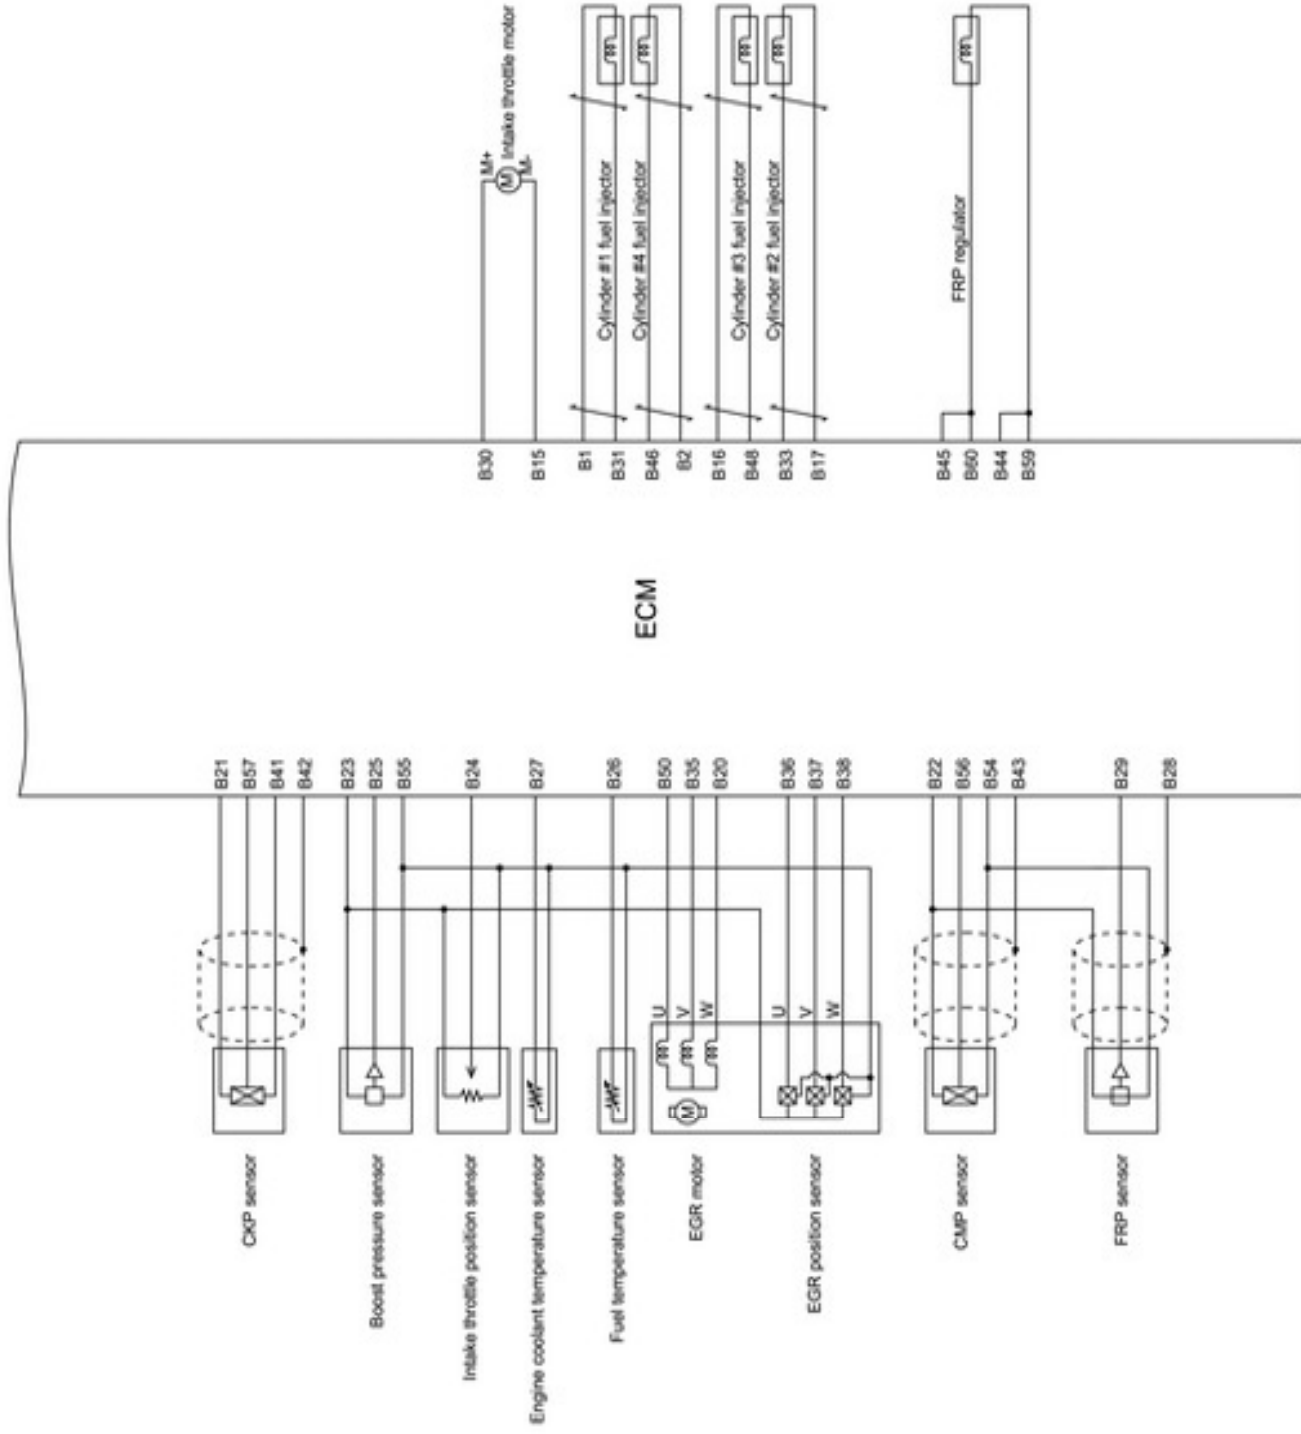 CKP sensor
Boost pressure sensor
Intake throttle position sensor
Engine coolant temperature sensor
Fuel temperature sensor
EGR motor
EGR position sensor
CMP sensor
FRP sensor
M
U
V
W
U
V
W
B21
B57
B41
B42
B23
B25
B55
B24
B27
B26
B50
B35
B20
B36
B37
B38
B22
B56
B54
B43
B29
B28
ECM
B30
B15
B1
B31
B46
B2
B16
B48
B33
B17
B45
B60
B44
B59
M+
M
M-
Intake throttle motor
Cylinder #1 fuel injector
Cylinder #4 fuel injector
Cylinder #3 fuel injector
Cylinder #2 fuel injector
FRP regulator